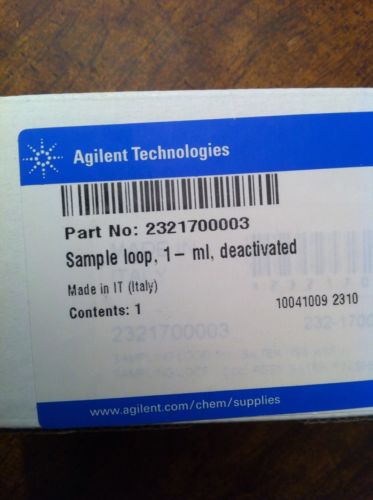 Agilent Technologies
Part No: 2321700003
Sample loop, 1- ml, deactivated
Made in IT (Italy)
Contents: 1
10041009 2310
2321700003
www.agilent.com/chem/supplies